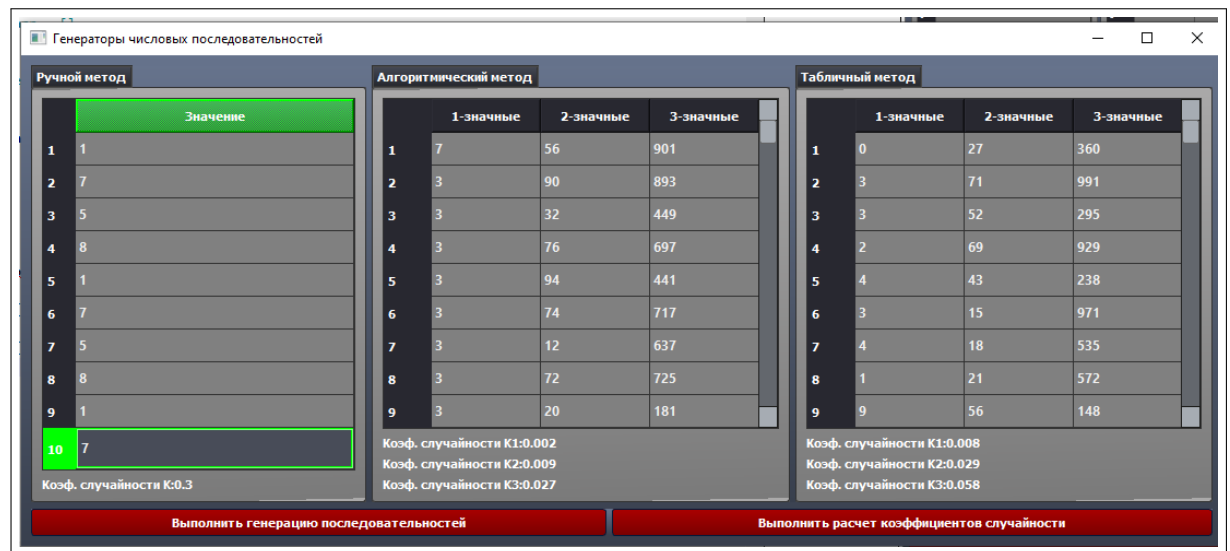 Генераторы числовых последовательностей
Ручной метод
Значение
1 1
2 7
3 5
4 8
5 1
6 7
7 5
8 8
9 1
10 7
Коэф. случайности K:0.3
Алгоритмический метод
1-значные 2-значные 3-значные
1 7 56 901
2 3 90 893
3 3 32 449
4 3 76 697
5 3 94 441
6 3 74 717
7 3 12 637
8 3 72 725
9 3 20 181
Коэф. случайности K1:0.002
Коэф. случайности K2:0.009
Коэф. случайности K3:0.027
Табличный метод
1-значные 2-значные 3-значные
1 0 27 360
2 3 71 991
3 3 52 295
4 2 69 929
5 4 43 238
6 3 15 971
7 4 18 535
8 1 21 572
9 9 56 148
Коэф. случайности K1:0.008
Коэф. случайности K2:0.029
Коэф. случайности K3:0.058
Выполнить генерацию последовательностей
Выполнить расчет коэффициентов случайности